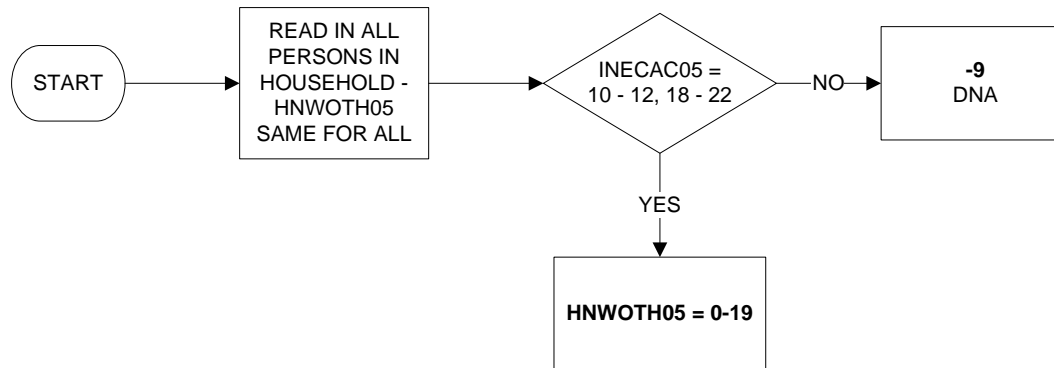 START
READ IN ALL
PERSONS IN
HOUSEHOLD -
HNWOTH05
SAME FOR ALL
INECAC05 =
10 - 12, 18 - 22
NO
-9
DNA
YES
HNWOTH05 = 0-19